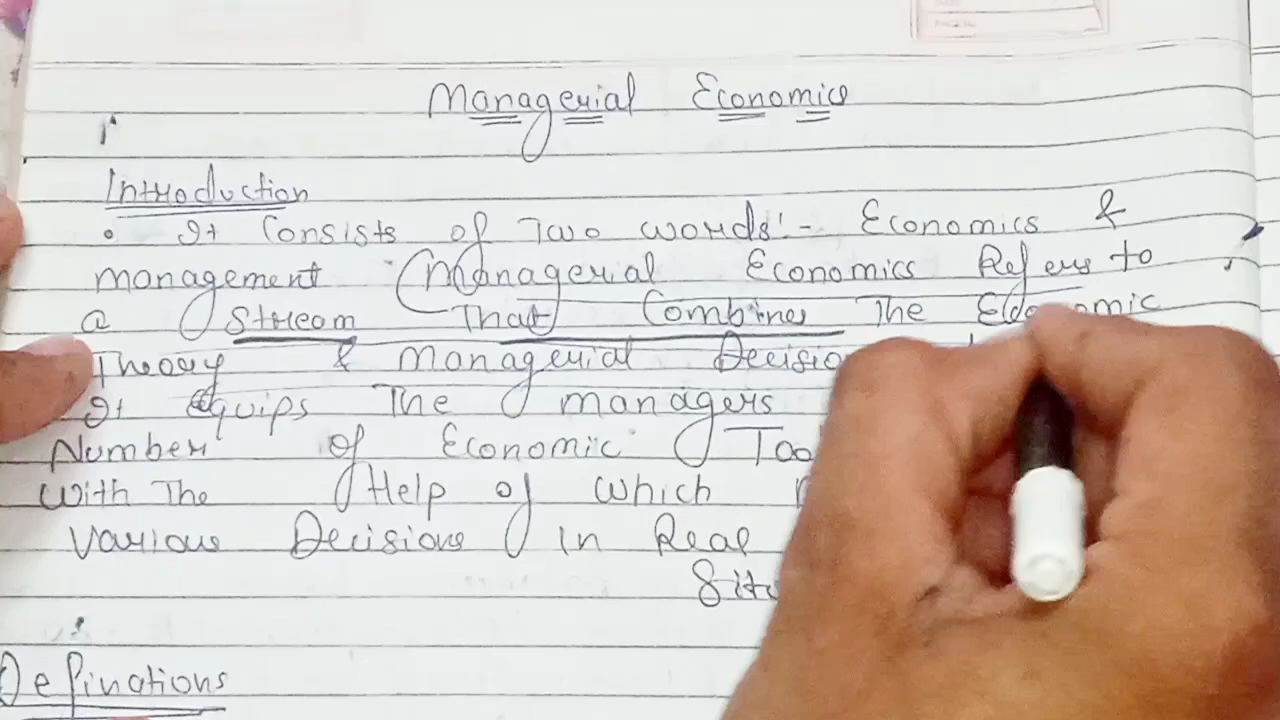 Managerial Economics
Introduction
• It Consists of Two words:- Economics &
management (Managerial Economics Refers to
a Stream That Combines The
Theory & Managerial
It equips The managers
Number of Economic
With The Help of which
Various Decisions in Real
Definations